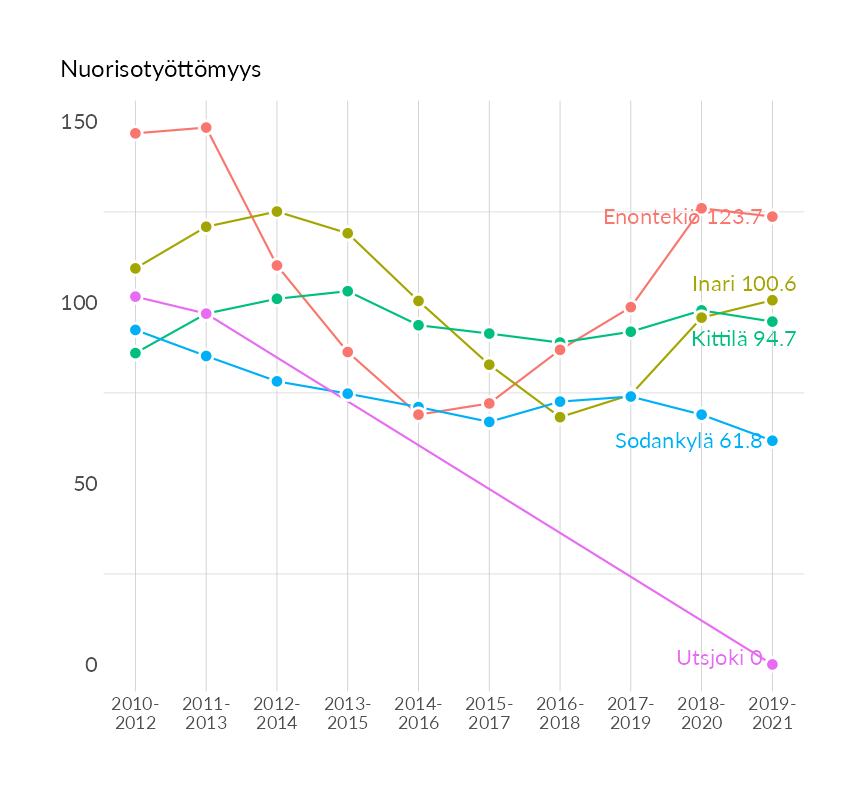 Nuorisotyöttömyys
150
100
50
0
Enontekiö 123.7
Inari 100.6
Kittilä 94.7
Sodankylä 61.8
Utsjoki 0
2010- 2011- 2012- 2013- 2014- 2015- 2016- 2017- 2018- 2019-
2012 2013 2014 2015 2016 2017 2018 2019 2020 2021